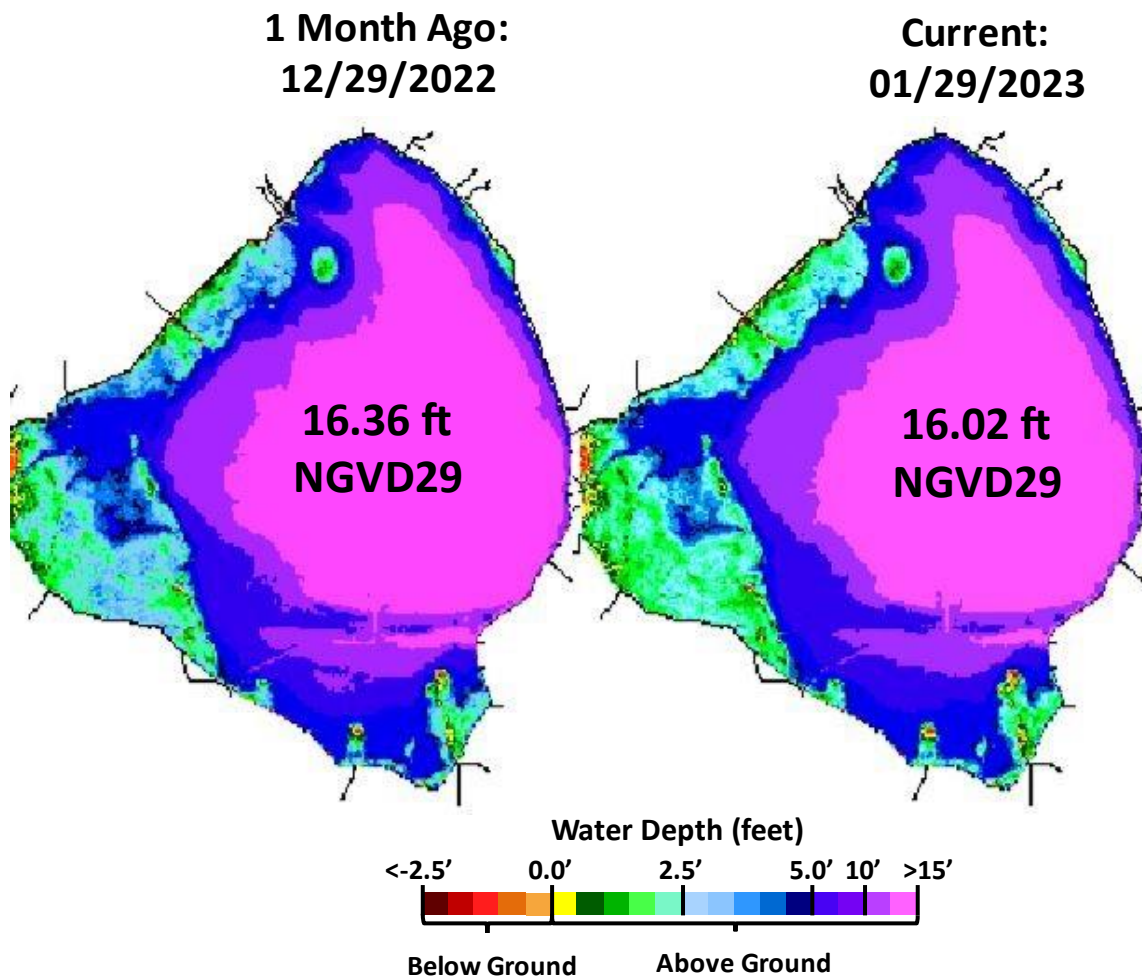 1 Month Ago:
12/29/2022
Current:
01/29/2023
16.36 ft
NGVD29
16.02 ft
NGVD29
Water Depth (feet)
<-2.5’ 0.0’ 2.5’ 5.0’ 10’ >15’
Below Ground Above Ground